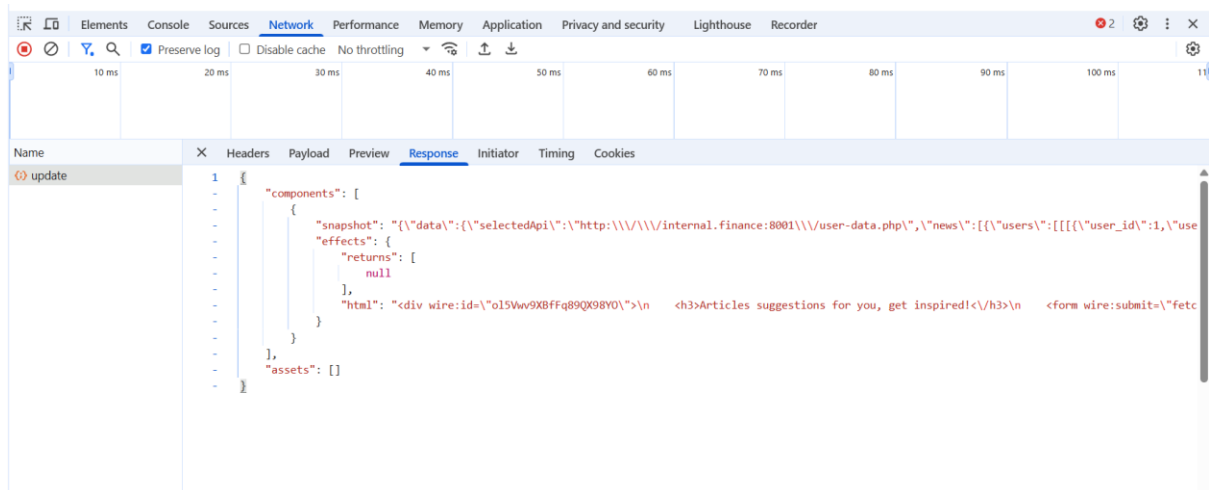 Elements Console Sources Network Performance Memory Application Privacy and security Lighthouse Recorder 2
Preserve log Disable cache No throttling
10 ms 20 ms 30 ms 40 ms 50 ms 60 ms 70 ms 80 ms 90 ms 100 ms 11
Name Headers Payload Preview Response Initiator Timing Cookies
update
1 {
- "components": [
- {
- "snapshot": "{\"data\":{\"selectedApi\":\"http:\\\/\\\/internal.finance:8001\\\/user-data.php\",\"news\":[{\"users\":[[[{\"user_id\":1,\"use
- "effects": {
- "returns": [
- null
- ],
- "html": "<div wire:id=\"ol5Vwv9XBfFq89QX98YO\">\n <h3>Articles suggestions for you, get inspired!<\/h3>\n <form wire:submit=\"fetc
- }
- }
- ],
- "assets": []
- }